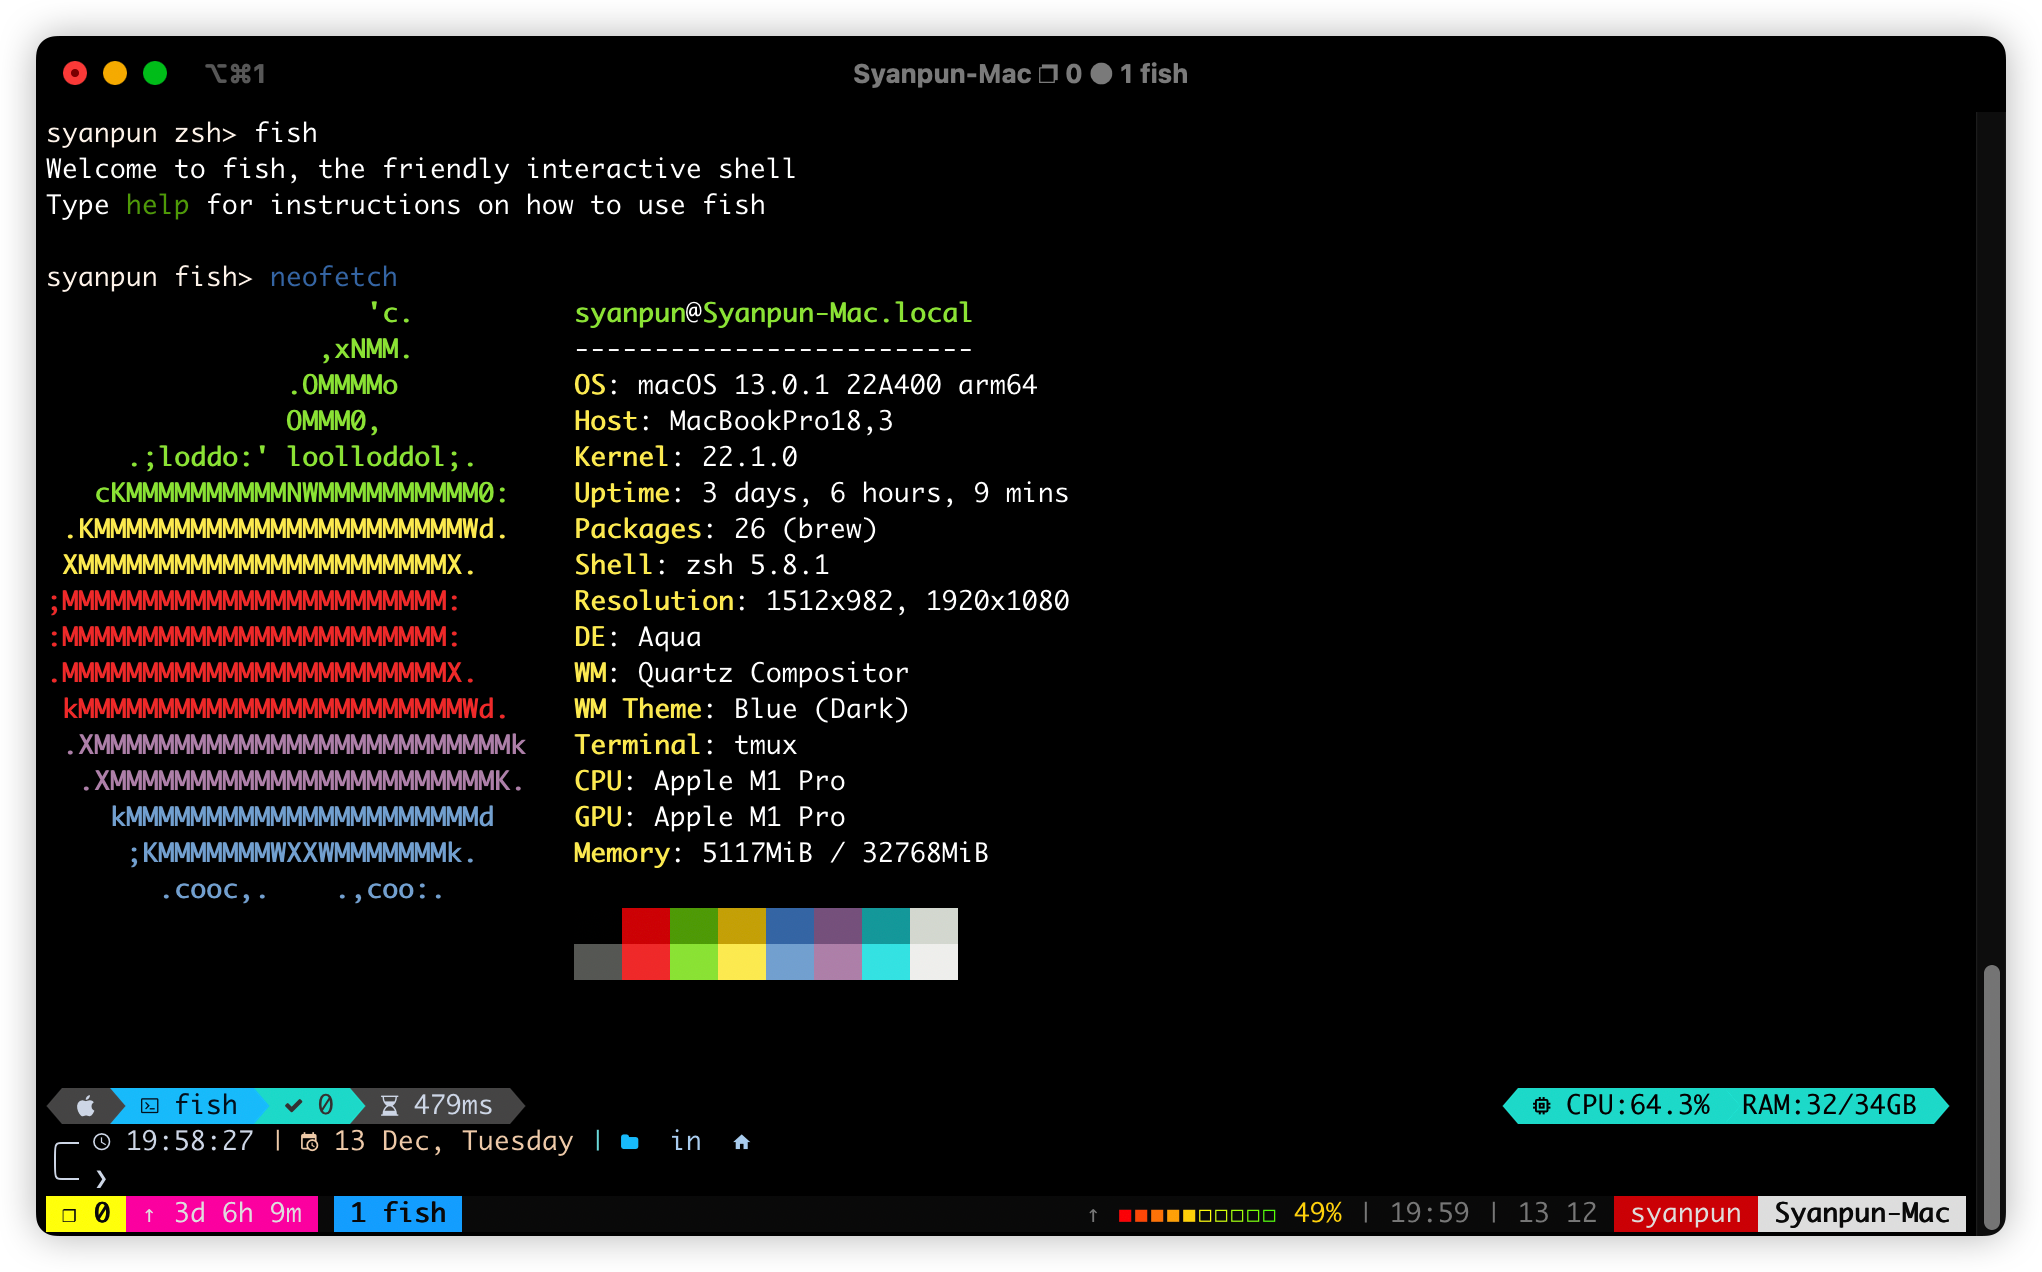 ⌥⌘1 Syanpun-Mac ❐ 0 ● 1 fish
syanpun zsh> fish
Welcome to fish, the friendly interactive shell
Type help for instructions on how to use fish
syanpun fish> neofetch
                    'c.          syanpun@Syanpun-Mac.local
                 ,xNMM.          -------------------------
               .OMMMMo           OS: macOS 13.0.1 22A400 arm64
               OMMM0,            Host: MacBookPro18,3
     .;loddo:' loolloddol;.      Kernel: 22.1.0
   cKMMMMMMMMMMNWMMMMMMMMMM0:    Uptime: 3 days, 6 hours, 9 mins
 .KMMMMMMMMMMMMMMMMMMMMMMMWd.    Packages: 26 (brew)
 XMMMMMMMMMMMMMMMMMMMMMMMX.      Shell: zsh 5.8.1
;MMMMMMMMMMMMMMMMMMMMMMMM:       Resolution: 1512x982, 1920x1080
:MMMMMMMMMMMMMMMMMMMMMMMM:       DE: Aqua
.MMMMMMMMMMMMMMMMMMMMMMMMX.      WM: Quartz Compositor
 kMMMMMMMMMMMMMMMMMMMMMMMMWd.    WM Theme: Blue (Dark)
 .XMMMMMMMMMMMMMMMMMMMMMMMMMMk   Terminal: tmux
  .XMMMMMMMMMMMMMMMMMMMMMMMMK.   CPU: Apple M1 Pro
    kMMMMMMMMMMMMMMMMMMMMMMd     GPU: Apple M1 Pro
     ;KMMMMMMMWXXWMMMMMMMk.      Memory: 5117MiB / 32768MiB
       .cooc,.    .,coo:.
fish ✔ 0 479ms CPU:64.3% RAM:32/34GB
19:58:27 | 13 Dec, Tuesday | in
❯
❐ 0 ↑ 3d 6h 9m 1 fish ↑ 49% | 19:59 | 13 12 syanpun Syanpun-Mac